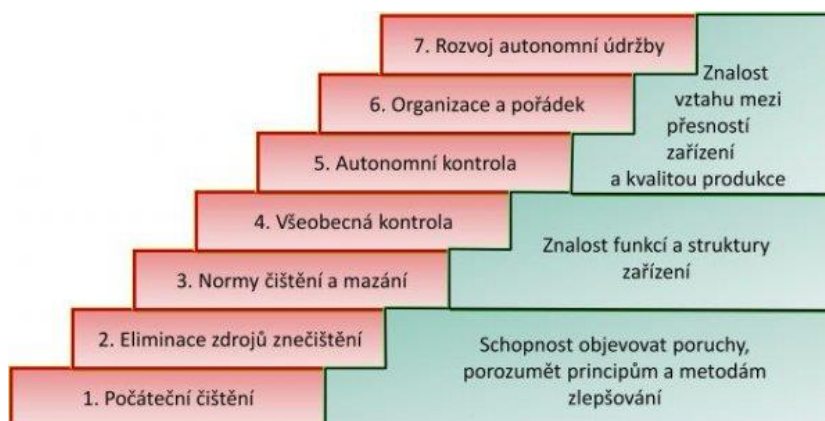 7. Rozvoj autonomní údržby
6. Organizace a pořádek
5. Autonomní kontrola
4. Všeobecná kontrola
3. Normy čištění a mazání
2. Eliminace zdrojů znečištění
1. Počáteční čištění
Znalost
vztahu mezi
přesností
zařízení
a kvalitou produkce
Znalost funkcí a struktury
zařízení
Schopnost objevovat poruchy,
porozumět principům a metodám
zlepšování